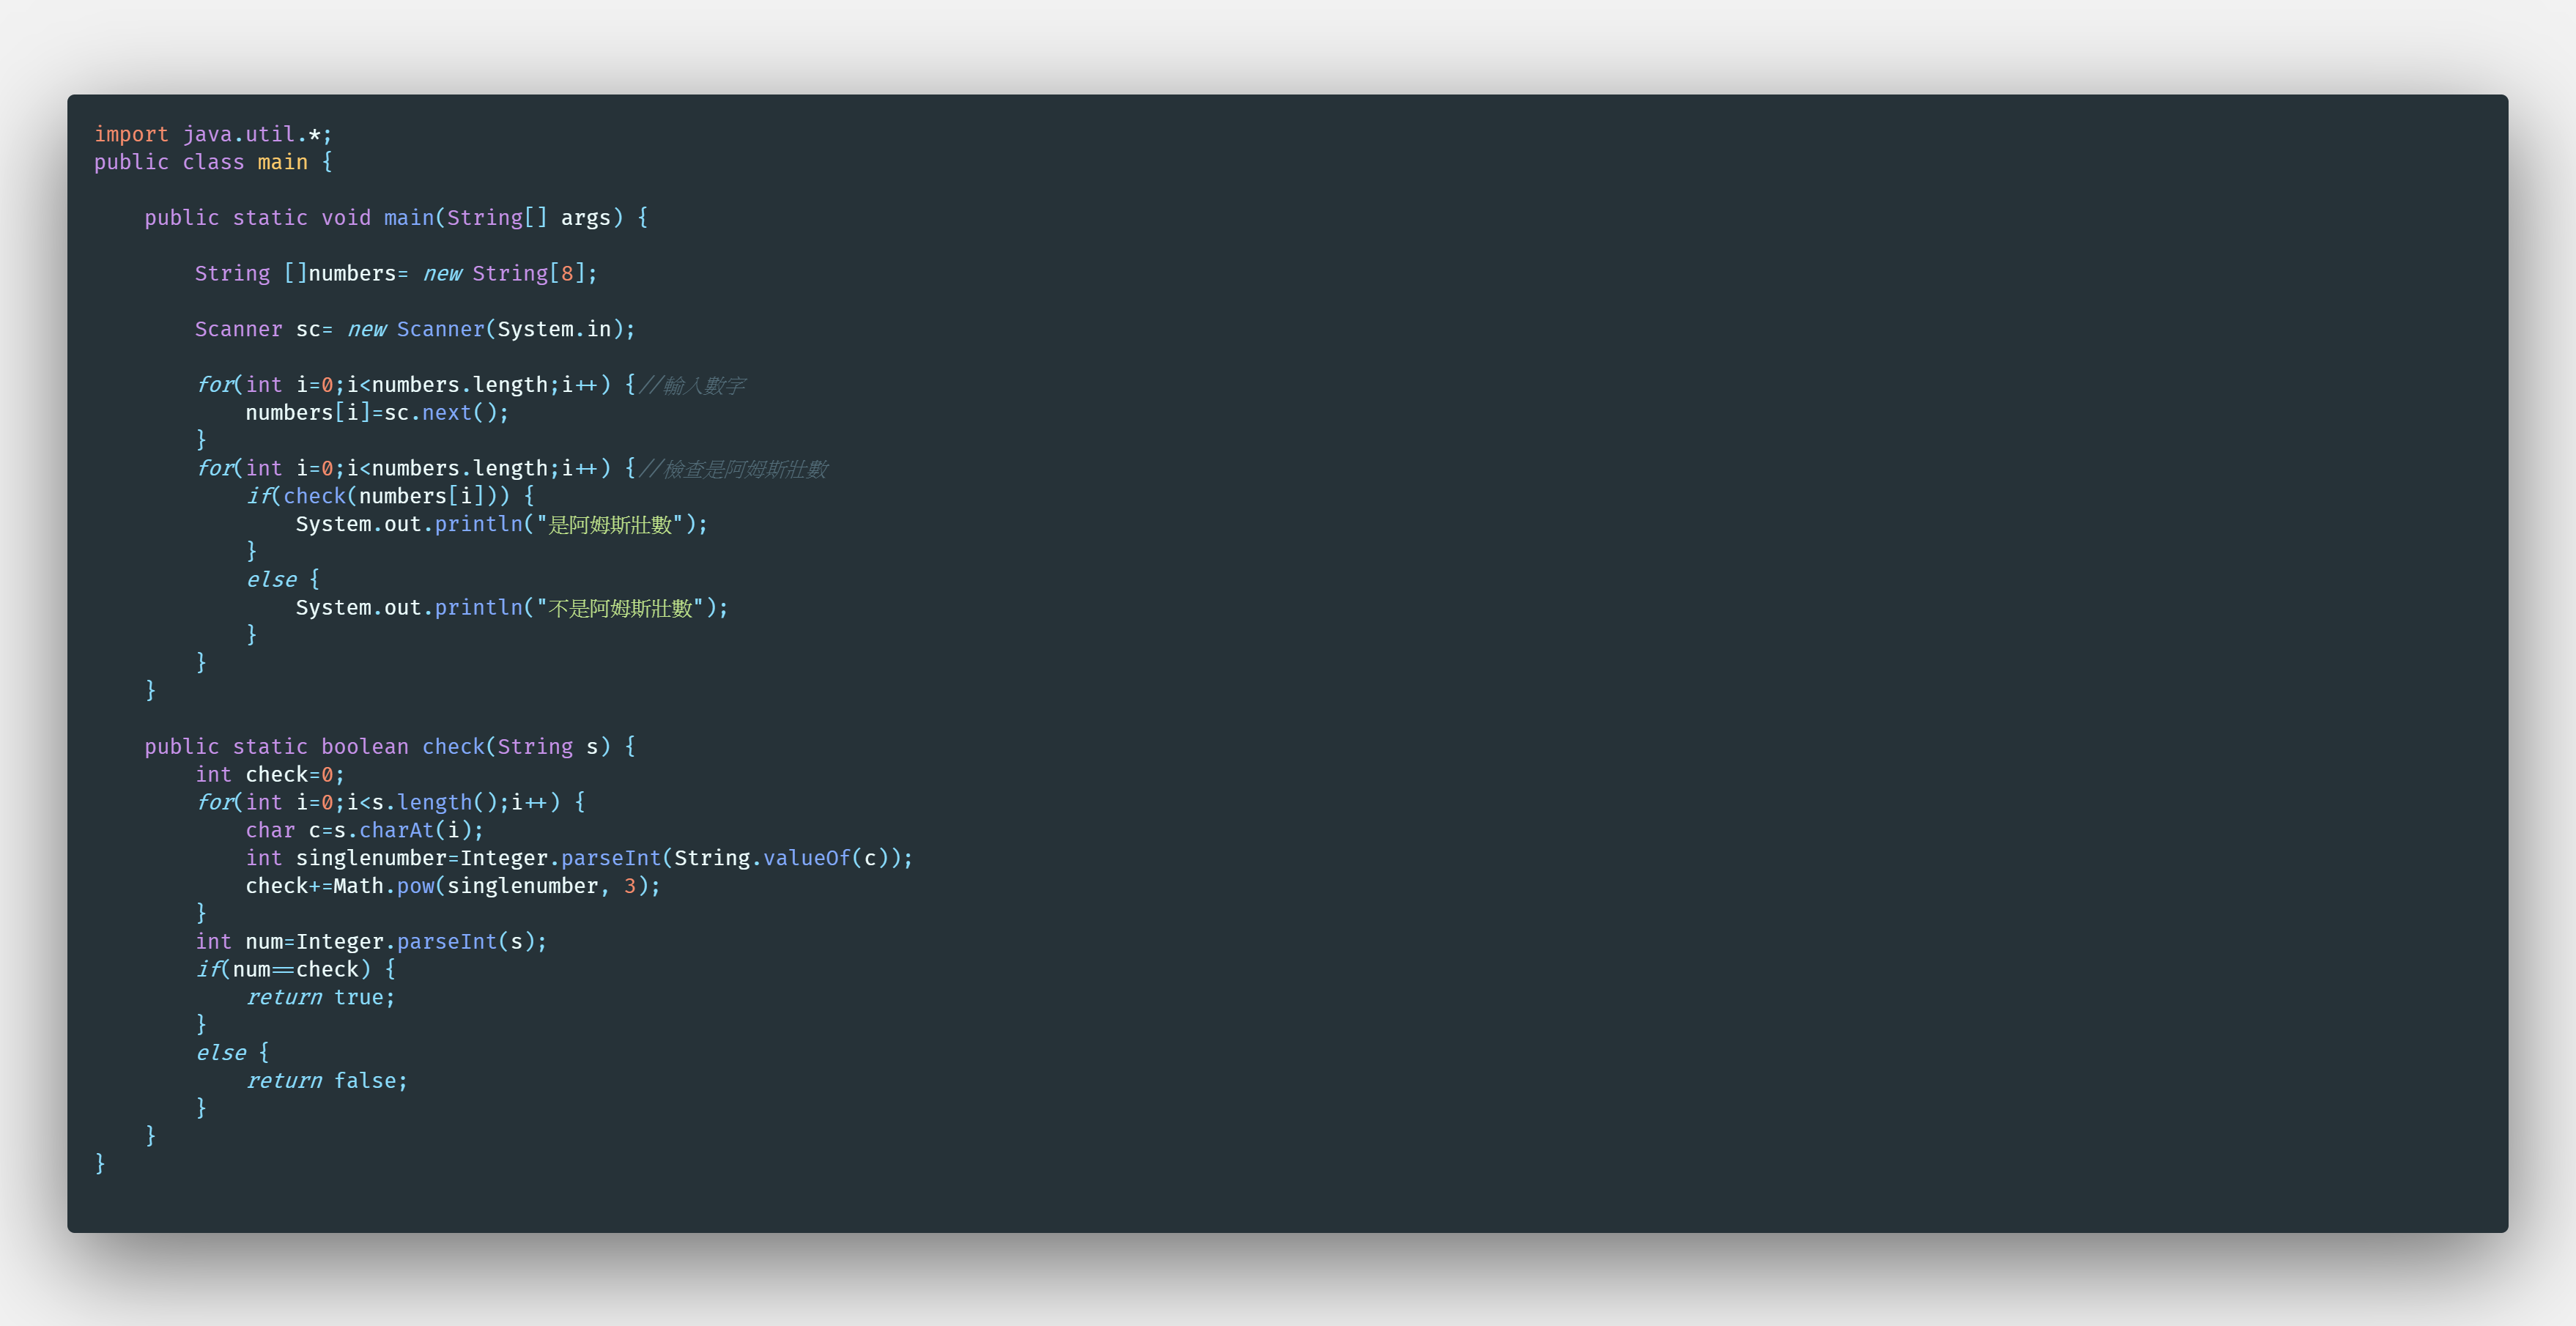 import java.util.*;
public class main {
public static void main(String[] args) {
String []numbers= new String[8];
Scanner sc= new Scanner(System.in);
for(int i=0;i<numbers.length;i++) {//輸入數字
numbers[i]=sc.next();
}
for(int i=0;i<numbers.length;i++) {//檢查是阿姆斯壯數
if(check(numbers[i])) {
System.out.println("是阿姆斯壯數");
}
else {
System.out.println("不是阿姆斯壯數");
}
}
}
public static boolean check(String s) {
int check=0;
for(int i=0;i<s.length();i++) {
char c=s.charAt(i);
int singlenumber=Integer.parseInt(String.valueOf(c));
check+=Math.pow(singlenumber, 3);
}
int num=Integer.parseInt(s);
if(num==check) {
return true;
}
else {
return false;
}
}
}